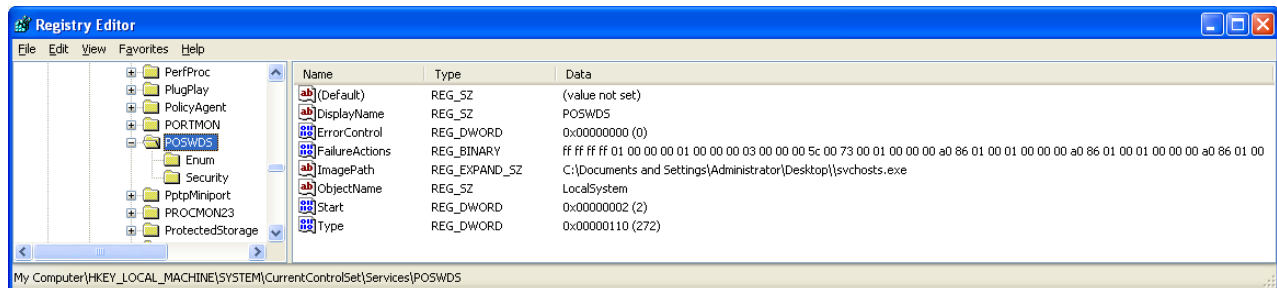 Registry Editor
File Edit View Favorites Help
PerfProc
PlugPlay
PolicyAgent
PORTMON
POSWDS
Enum
Security
PptpMiniport
PROCMON23
ProtectedStorage
Name Type Data
(Default) REG_SZ (value not set)
DisplayName REG_SZ POSWDS
ErrorControl REG_DWORD 0x00000000 (0)
FailureActions REG_BINARY ff ff ff ff 01 00 00 00 01 00 00 00 03 00 00 00 5c 00 73 00 01 00 00 00 a0 86 01 00 01 00 00 00 a0 86 01 00 01 00 00 00 a0 86 01 00
ImagePath REG_EXPAND_SZ C:\Documents and Settings\Administrator\Desktop\\svchosts.exe
ObjectName REG_SZ LocalSystem
Start REG_DWORD 0x00000002 (2)
Type REG_DWORD 0x00000110 (272)
My Computer\HKEY_LOCAL_MACHINE\SYSTEM\CurrentControlSet\Services\POSWDS